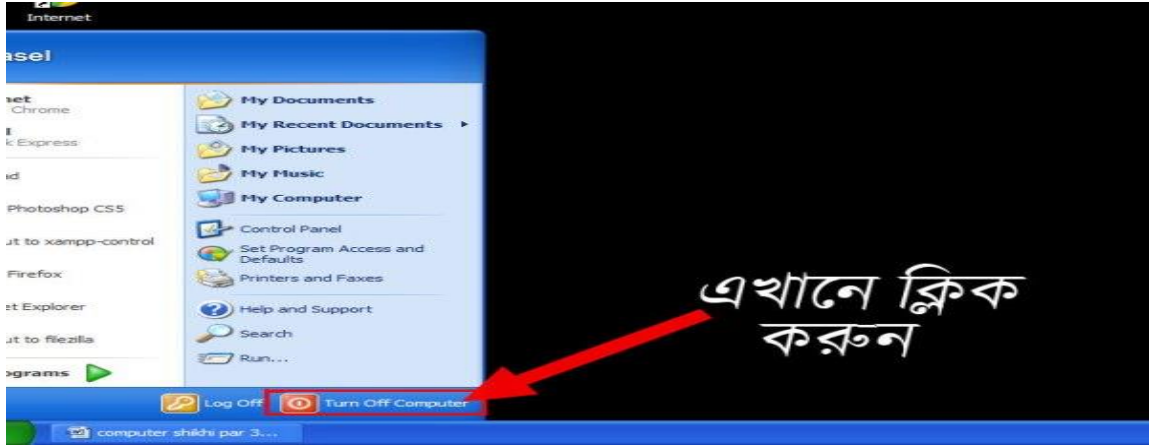 Internet
asel
net
Chrome
k Express
ad
Photoshop CS5
ut to xampp-control
Firefox
et Explorer
ut to filezilla
ograms
My Documents
My Recent Documents
My Pictures
My Music
My Computer
Control Panel
Set Program Access and
Defaults
Printers and Faxes
Help and Support
Search
Run...
Log Off
Turn Off Computer
এখানে ক্লিক
করুন
computer shikhi par 3...